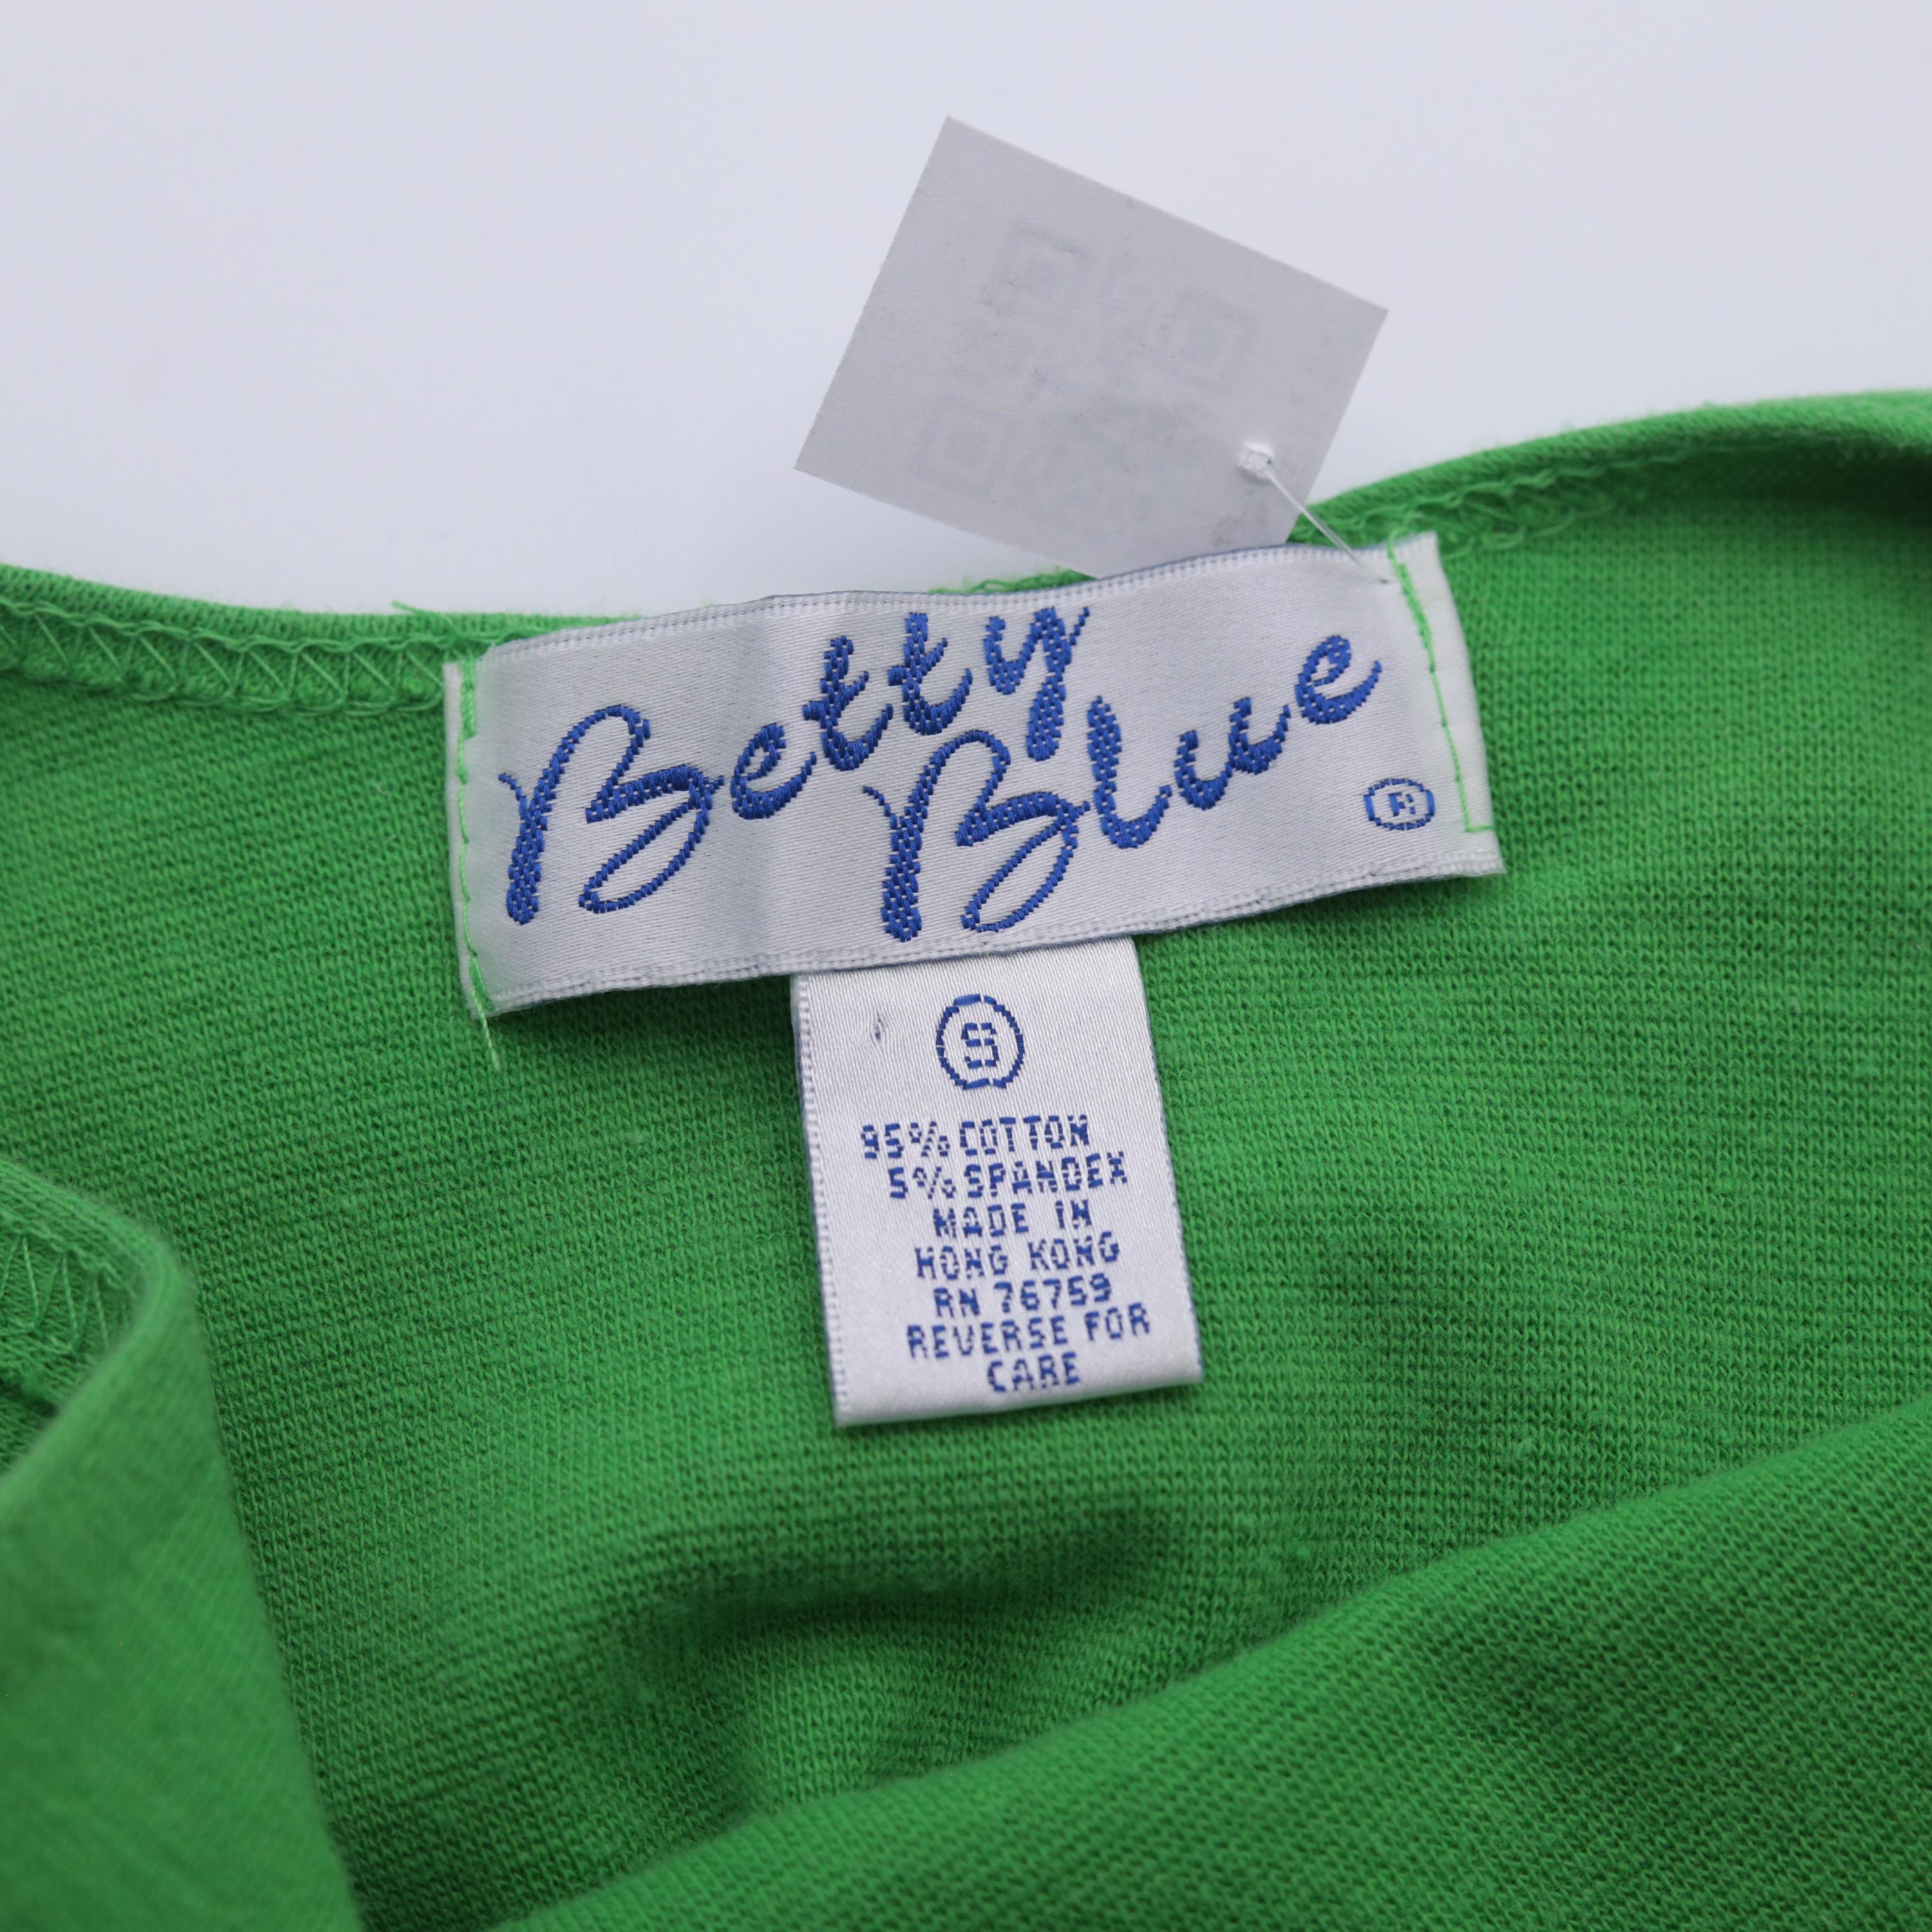 Betty
Blue
®
S
95% COTTON
5% SPANDEX
MADE IN
HONG KONG
RN 76759
REVERSE FOR
CARE